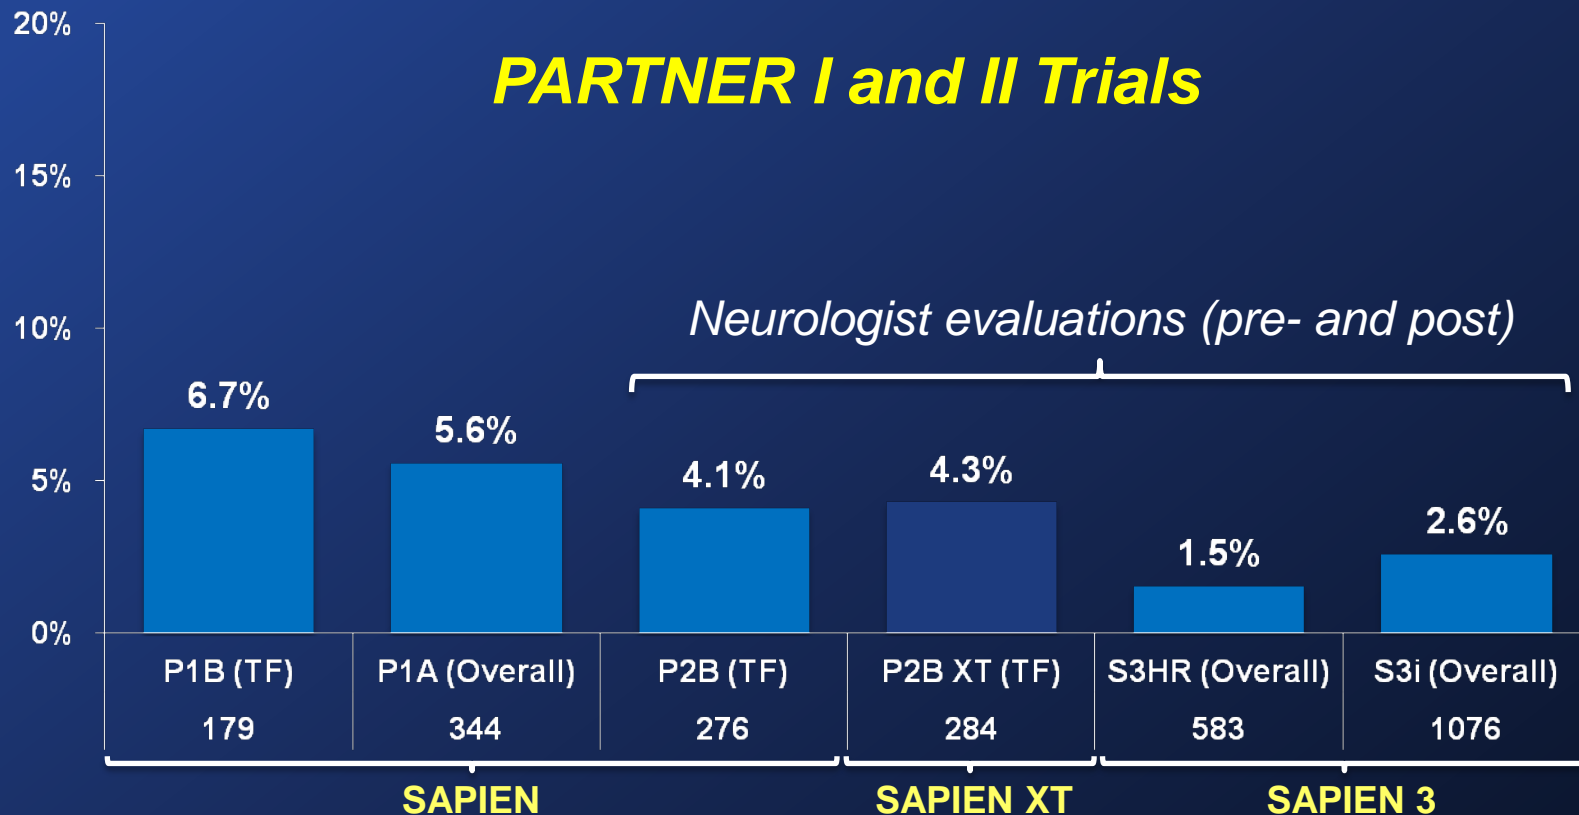 PARTNER I and II Trials
20%
15%
10%
5%
0%
Neurologist evaluations (pre- and post)
6.7%
5.6%
4.1%
4.3%
1.5%
2.6%
P1B (TF) P1A (Overall) P2B (TF) P2B XT (TF) S3HR (Overall) S3i (Overall)
179 344 276 284 583 1076
SAPIEN SAPIEN XT SAPIEN 3